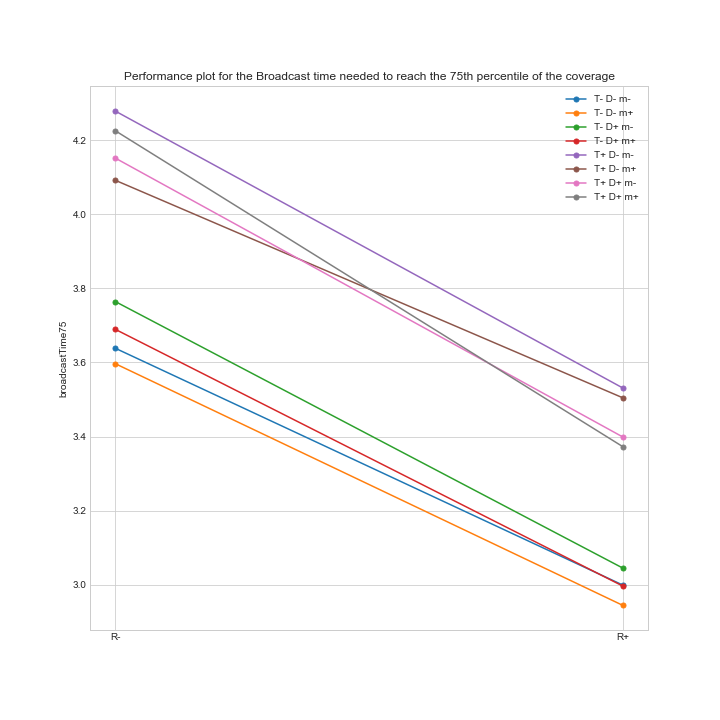 Performance plot for the Broadcast time needed to reach the 75th percentile of the coverage
T- D- m-
T- D- m+
T- D+ m-
T- D+ m+
T+ D- m-
T+ D- m+
T+ D+ m-
T+ D+ m+
4.2
4.0
3.8
3.6
3.4
3.2
3.0
broadcastTime75
R-
R+